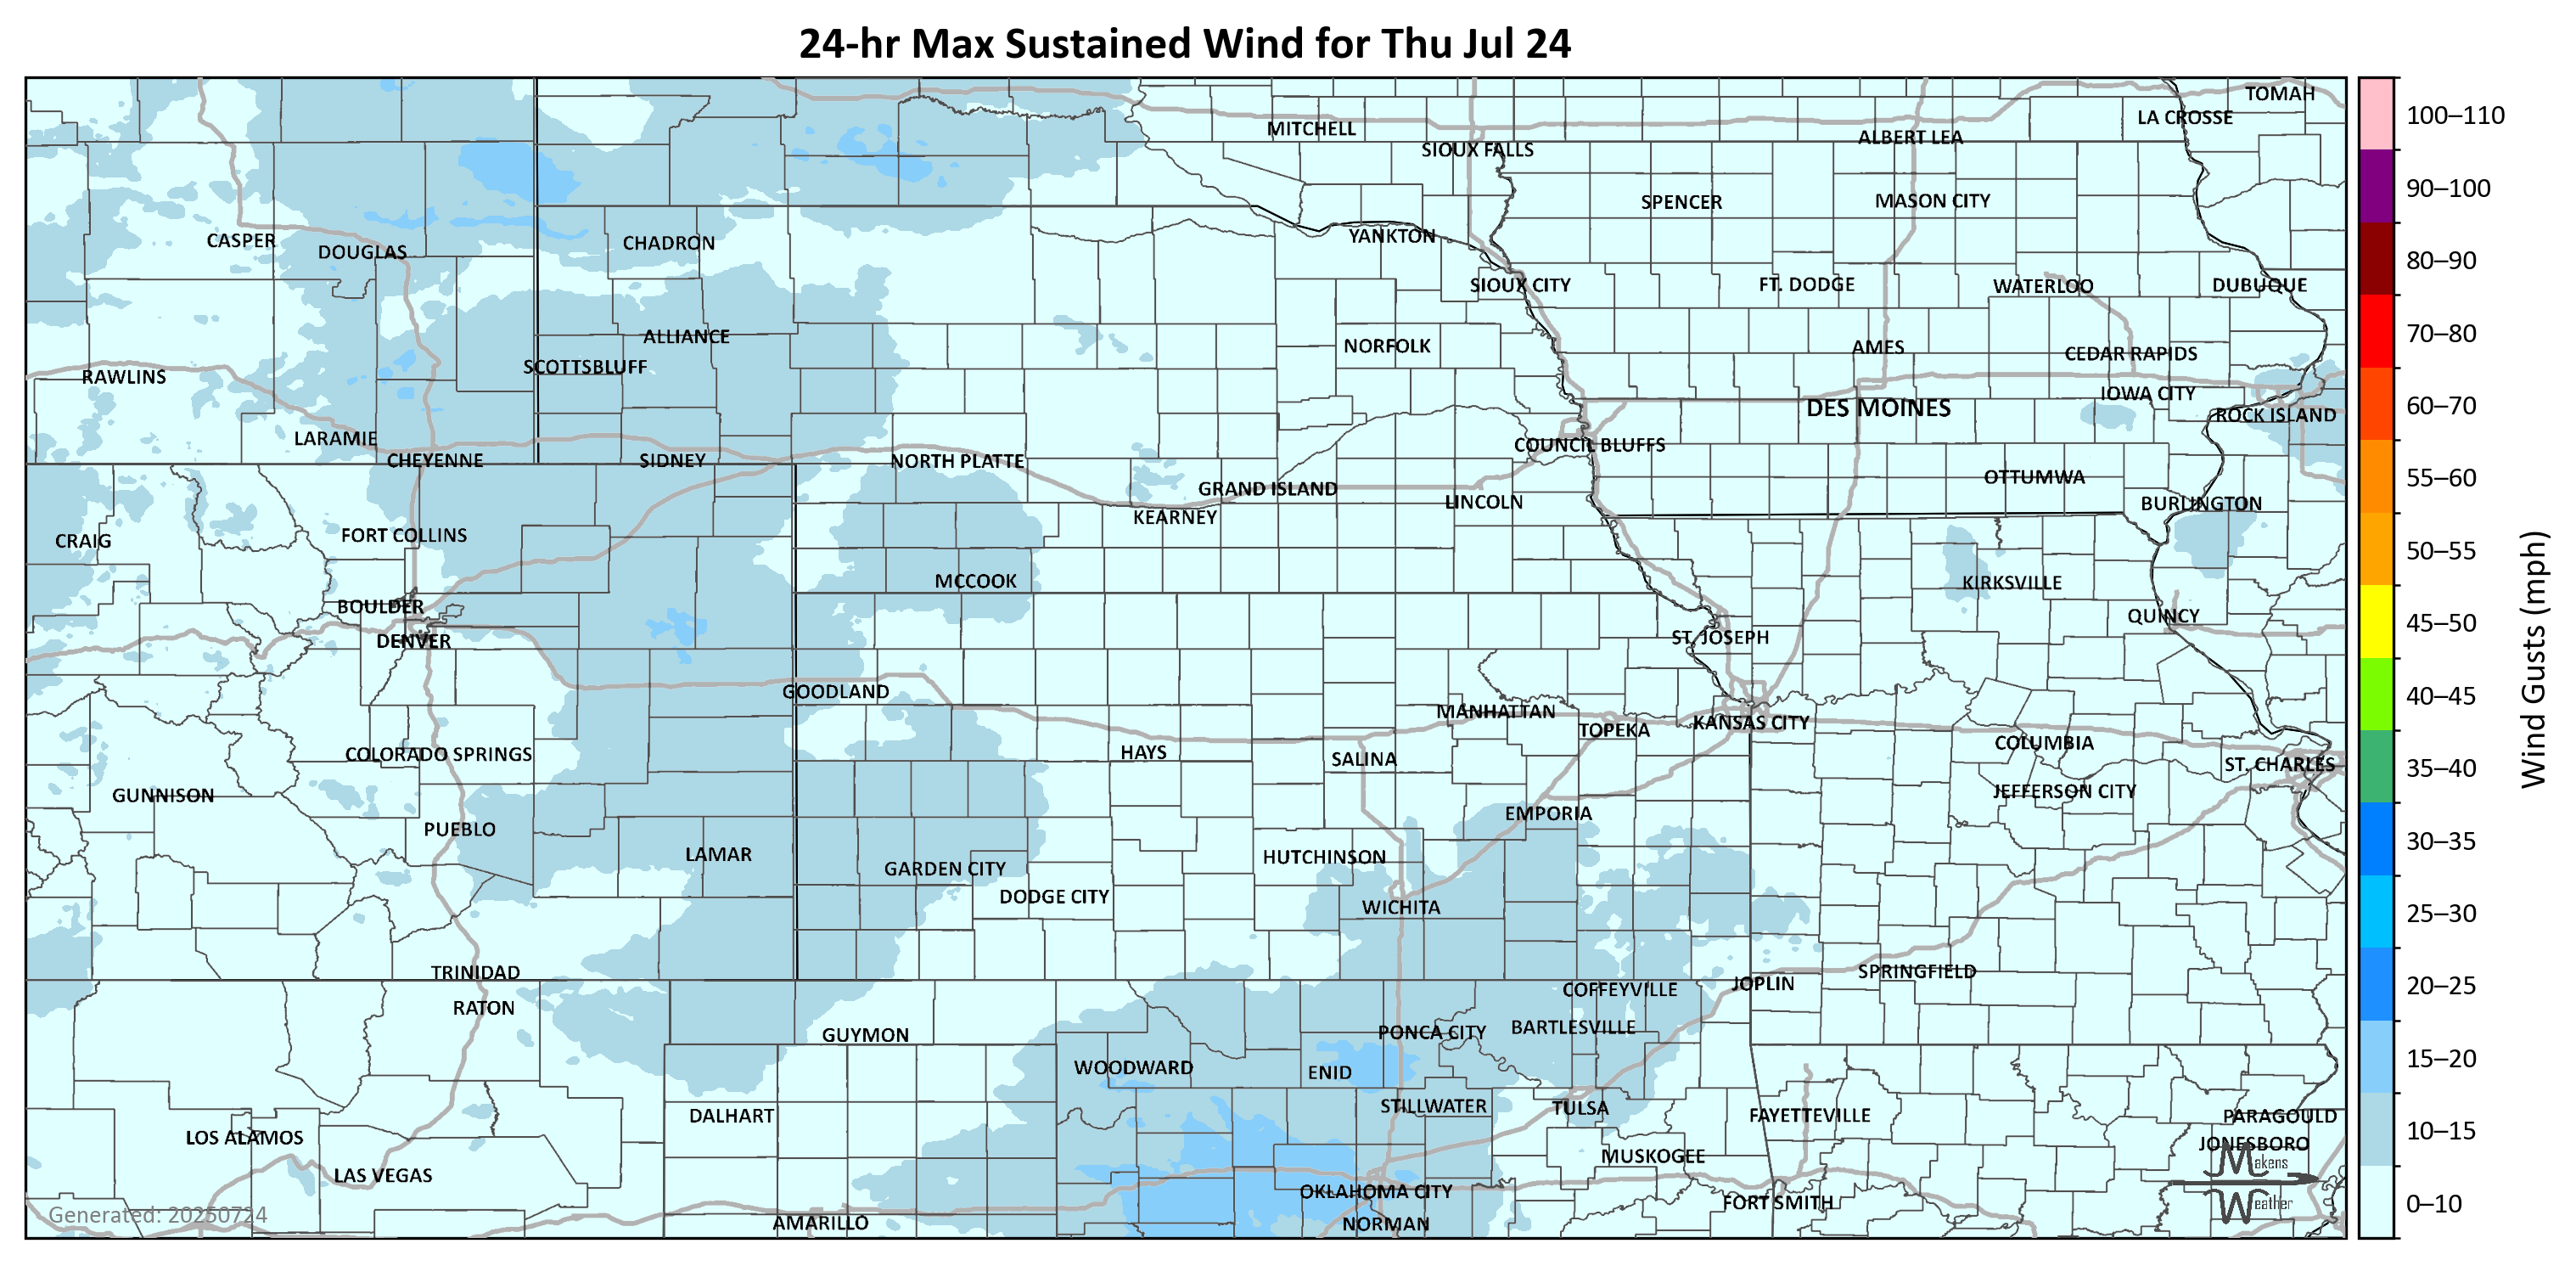 24-hr Max Sustained Wind for Thu Jul 24
TOMAH
LA CROSSE
MITCHELL
ALBERT LEA
SIOUX FALLS
SPENCER
MASON CITY
CASPER
DOUGLAS
CHADRON
YANKTON
SIOUX CITY
FT. DODGE
WATERLOO
DUBUQUE
ALLIANCE
SCOTTSBLUFF
NORFOLK
AMES
CEDAR RAPIDS
RAWLINS
IOWA CITY
DES MOINES
ROCK ISLAND
LARAMIE
COUNCIL BLUFFS
CHEYENNE
SIDNEY
NORTH PLATTE
OTTUMWA
GRAND ISLAND
LINCOLN
BURLINGTON
KEARNEY
CRAIG
FORT COLLINS
MCCOOK
KIRKSVILLE
BOULDER
QUINCY
DENVER
ST. JOSEPH
GOODLAND
MANHATTAN
TOPEKA
KANSAS CITY
COLORADO SPRINGS
HAYS
SALINA
COLUMBIA
ST. CHARLES
GUNNISON
JEFFERSON CITY
PUEBLO
EMPORIA
LAMAR
GARDEN CITY
HUTCHINSON
DODGE CITY
WICHITA
TRINIDAD
SPRINGFIELD
RATON
COFFEYVILLE
JOPLIN
GUYMON
PONCA CITY
BARTLESVILLE
WOODWARD
ENID
DALHART
STILLWATER
TULSA
FAYETTEVILLE
PARAGOULD
LOS ALAMOS
JONESBORO
LAS VEGAS
MUSKOGEE
OKLAHOMA CITY
FORT SMITH
AMARILLO
NORMAN
Generated: 20250724
Makens
Weather
100–110
90–100
80–90
70–80
60–70
55–60
50–55
45–50
40–45
35–40
30–35
25–30
20–25
15–20
10–15
0–10
Wind Gusts (mph)